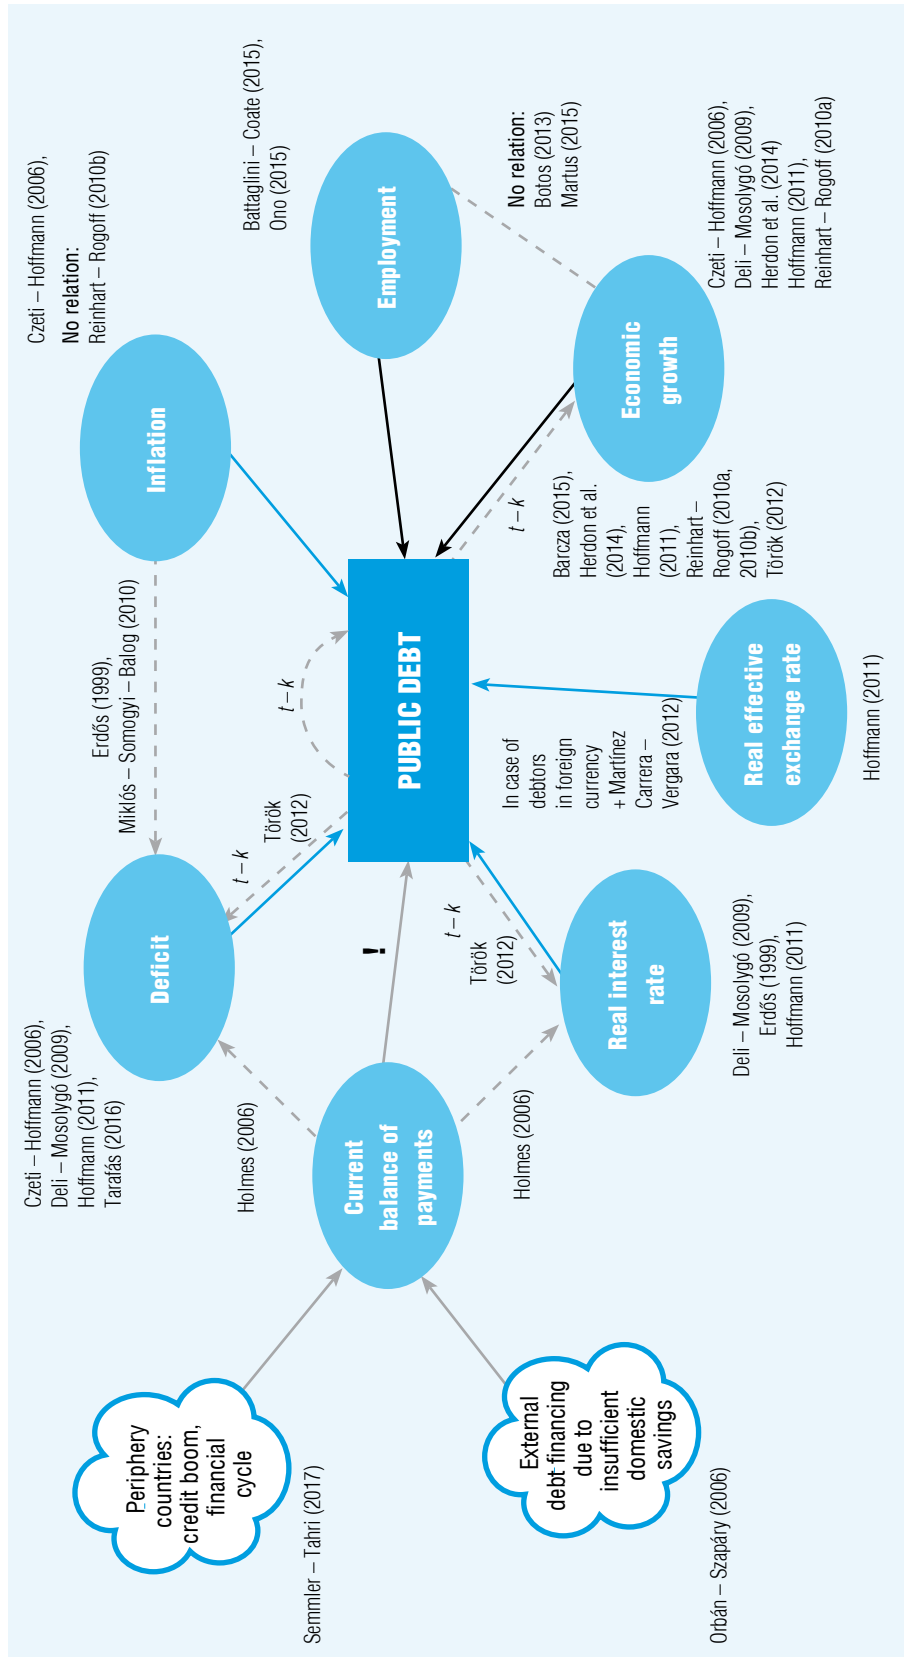 Czeti – Hoffmann (2006),
Deli – Mosolygó (2009),
Hoffmann (2011),
Tarafás (2016)
Erdős (1999),
Miklós – Somogyi – Balog (2010)
Czeti – Hoffmann (2006),
No relation:
Reinhart – Rogoff (2010b)
Deficit
Inflation
Periphery
countries:
credit boom,
financial
cycle
Semmler – Tahri (2017)
Holmes (2006)
t – k
Török
(2012)
t – k
Battaglini – Coate (2015),
Ono (2015)
Employment
Current
balance of
payments
!
PUBLIC DEBT
No relation:
Botos (2013)
Martus (2015)
Holmes (2006)
t – k
Török
(2012)
In case of
debtors
in foreign
currency
+ Martínez
Carrera –
Vergara (2012)
t – k
Barcza (2015),
Herdon et al.
(2014),
Hoffmann
(2011),
Reinhart –
Rogoff (2010a,
2010b),
Török (2012)
Economic
growth
External
debt financing
due to
insufficient
domestic
savings
Orbán – Szapáry (2006)
Real interest
rate
Deli – Mosolygó (2009),
Erdős (1999),
Hoffmann (2011)
Real effective
exchange rate
Hoffmann (2011)
Czeti – Hoffmann (2006),
Deli – Mosolygó (2009),
Herdon et al. (2014)
Hoffmann (2011),
Reinhart – Rogoff (2010a)